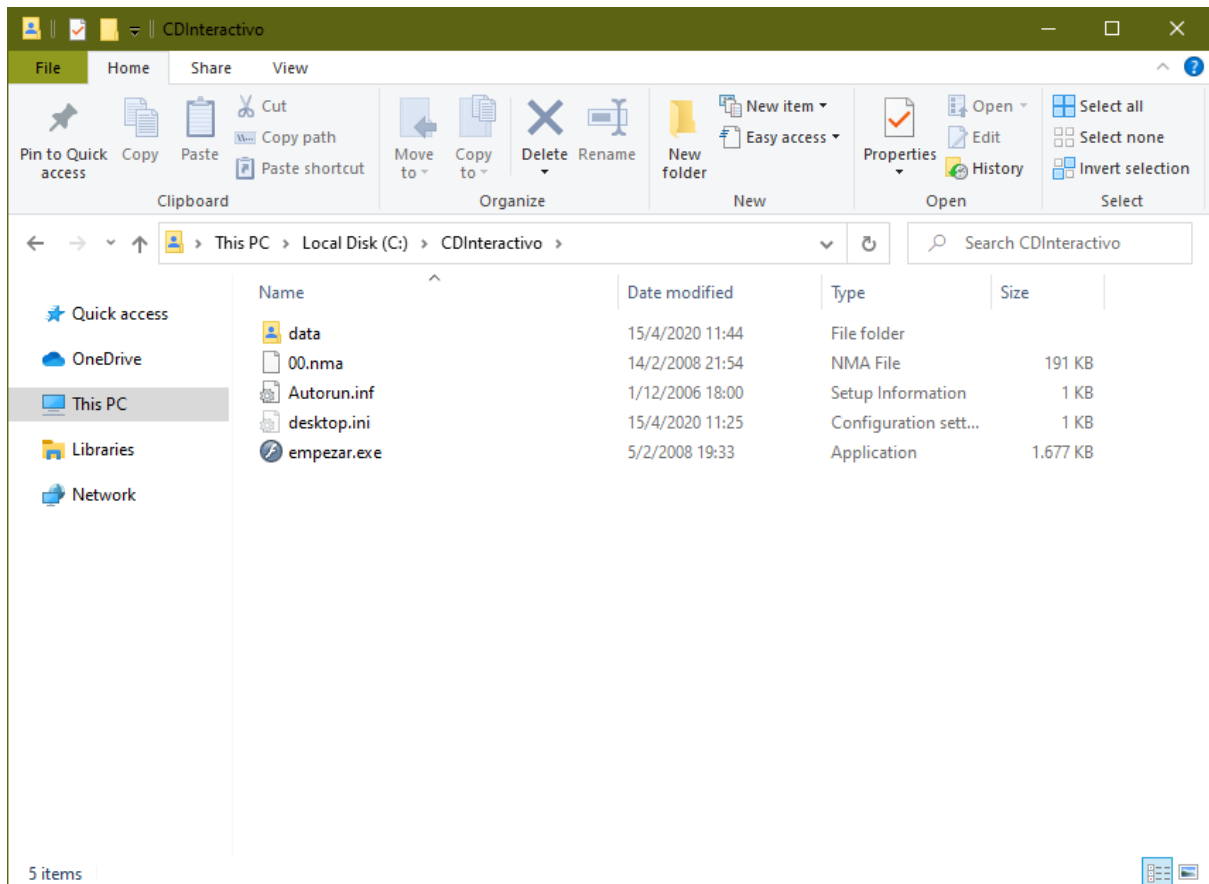 CDInteractivo
File Home Share View
Pin to Quick access
Copy
Paste
Cut
Copy path
Paste shortcut
Clipboard
Move to
Copy to
Delete
Rename
Organize
New folder
New item
Easy access
New
Properties
Open
Edit
History
Open
Select all
Select none
Invert selection
Select
This PC > Local Disk (C:) > CDInteractivo >
Search CDInteractivo
Quick access
OneDrive
This PC
Libraries
Network
Name Date modified Type Size
data 15/4/2020 11:44 File folder
00.nma 14/2/2008 21:54 NMA File 191 KB
Autorun.inf 1/12/2006 18:00 Setup Information 1 KB
desktop.ini 15/4/2020 11:25 Configuration sett... 1 KB
empezar.exe 5/2/2008 19:33 Application 1.677 KB
5 items